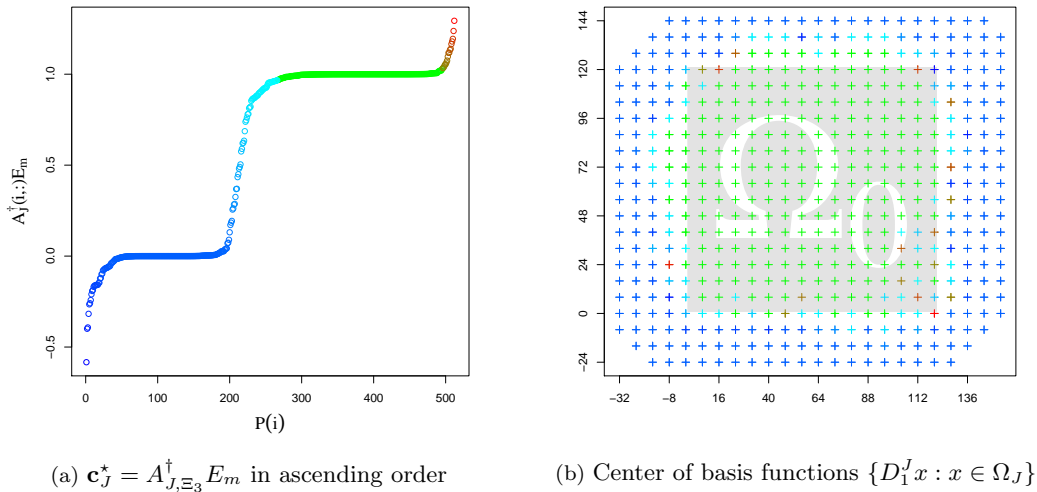 1.0
0.5
0.0
−0.5
A_J^†(i,:)E_m
0 100 200 300 400 500
P(i)
144
120
96
72
48
24
0
−24
Ω_0
−32 −8 16 40 64 88 112 136
(a) c_J^⋆ = A_{J,Ξ_3}^† E_m in ascending order
(b) Center of basis functions {D_1^J x : x ∈ Ω_J}